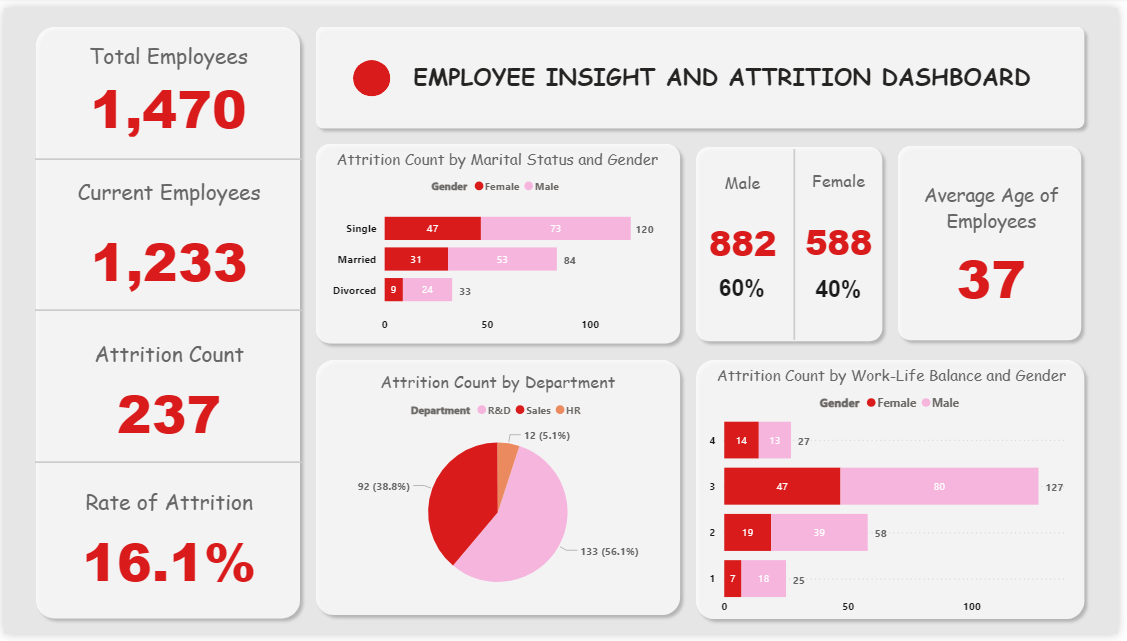 Total Employees
1,470
Current Employees
1,233
Attrition Count
237
Rate of Attrition
16.1%
EMPLOYEE INSIGHT AND ATTRITION DASHBOARD
Attrition Count by Marital Status and Gender
Gender Female Male
Single 47 73 120
Married 31 53 84
Divorced 9 24 33
0 50 100
Male
882
60%
Female
588
40%
Average Age of
Employees
37
Attrition Count by Department
Department R&D Sales HR
12 (5.1%)
92 (38.8%)
133 (56.1%)
Attrition Count by Work-Life Balance and Gender
Gender Female Male
4 14 13 27
3 47 80 127
2 19 39 58
1 7 18 25
0 50 100